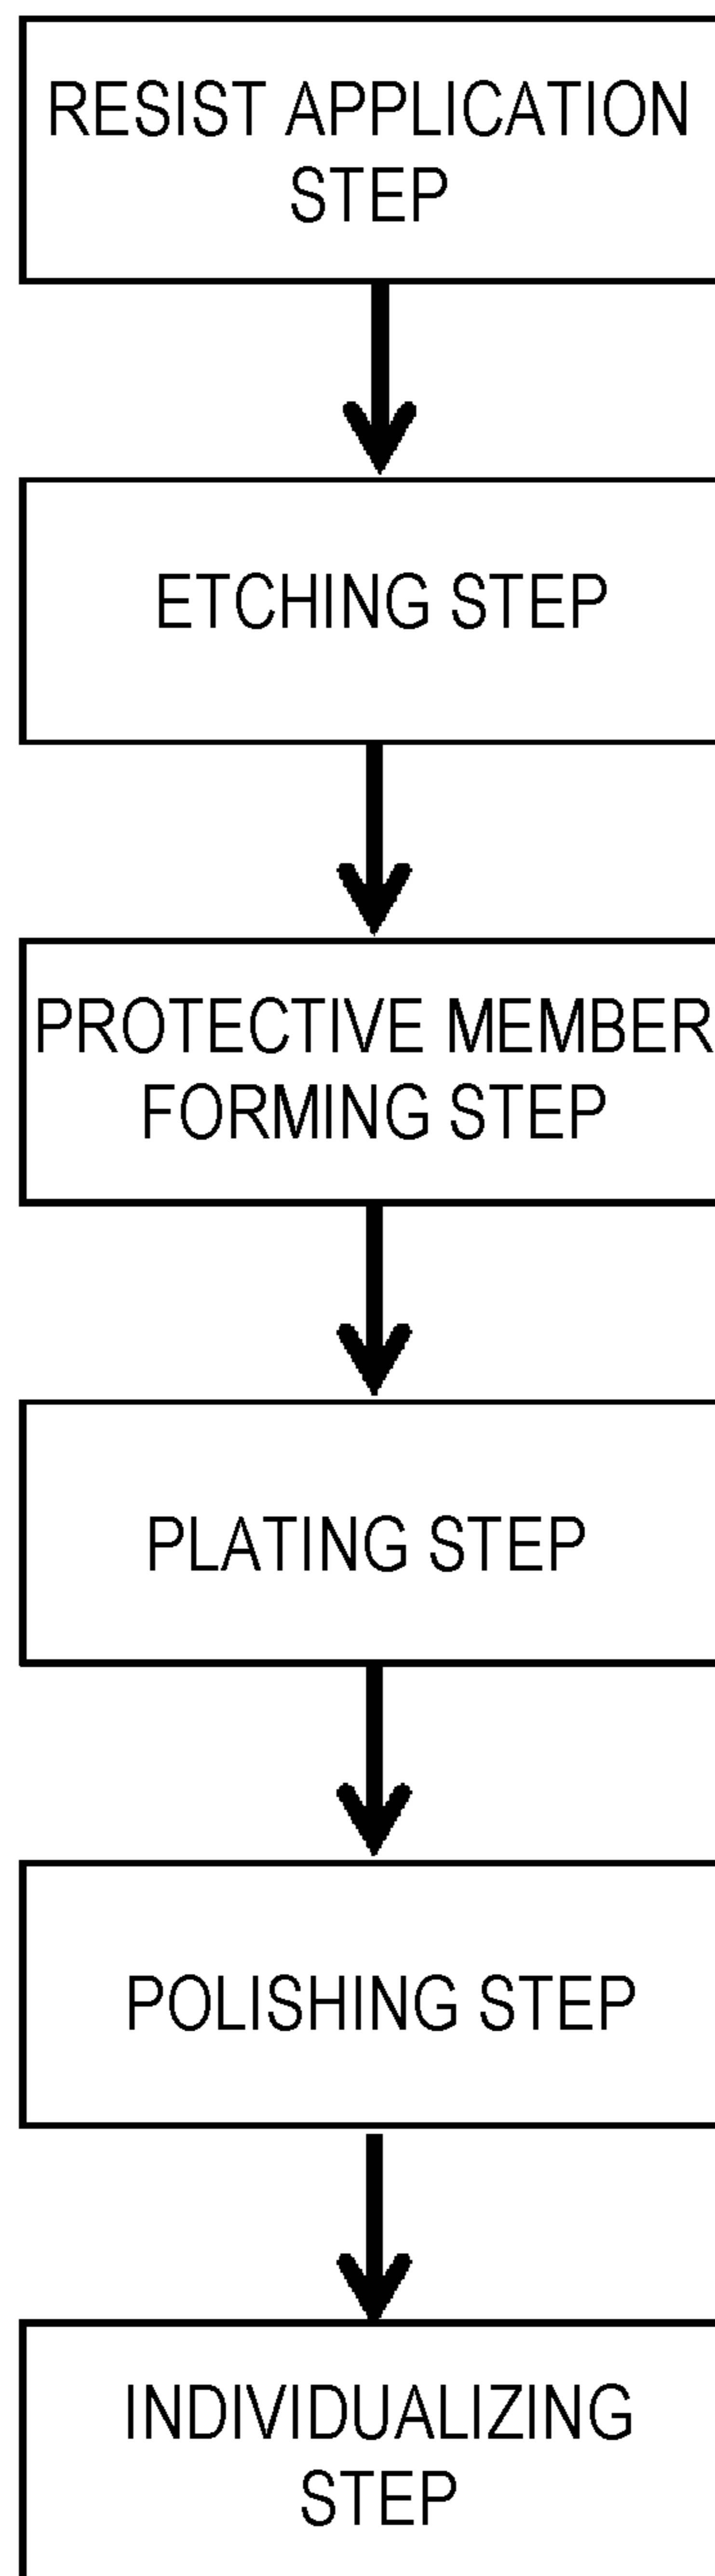 RESIST APPLICATION
STEP
ETCHING STEP
PROTECTIVE MEMBER
FORMING STEP
PLATING STEP
POLISHING STEP
INDIVIDUALIZING
STEP